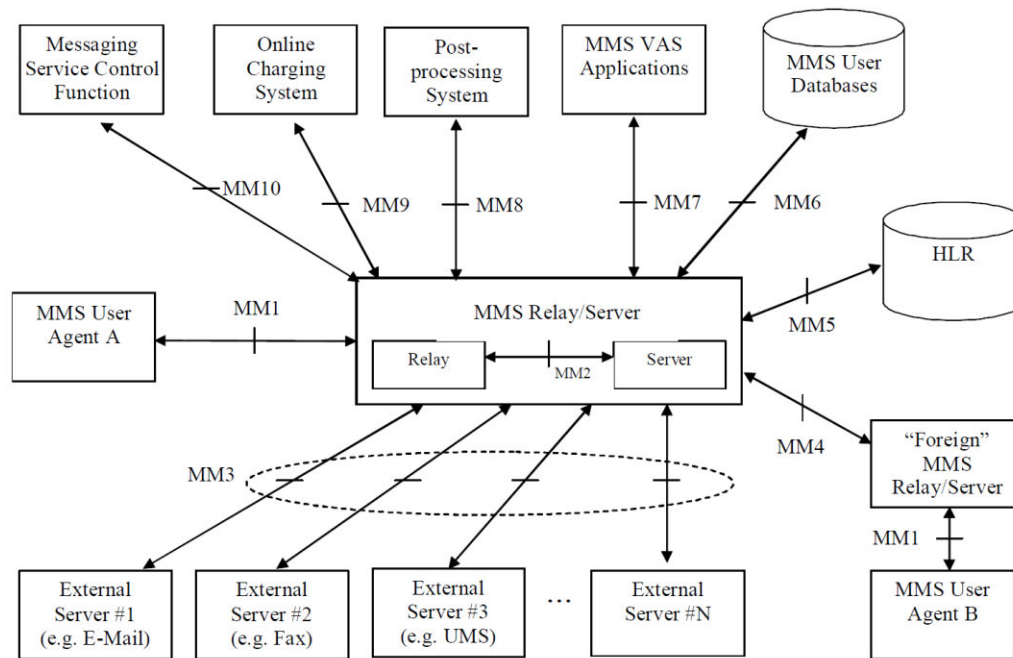 Messaging
Service Control
Function
Online
Charging
System
Post-
processing
System
MMS VAS
Applications
MMS User
Databases
MM10
MM9
MM8
MM7
MM6
HLR
MM5
MMS User
Agent A
MM1
MMS Relay/Server
Relay
MM2
Server
MM4
“Foreign”
MMS
Relay/Server
MM3
MM1
External
Server #1
(e.g. E-Mail)
External
Server #2
(e.g. Fax)
External
Server #3
(e.g. UMS)
...
External
Server #N
MMS User
Agent B